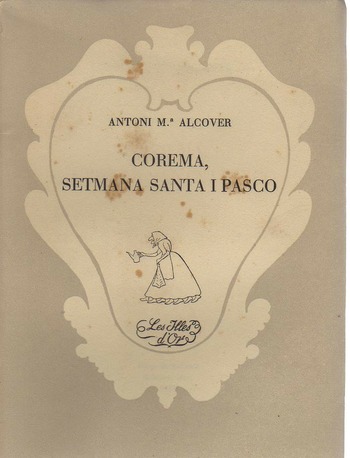 ANTONI M.ª ALCOVER
COREMA,
SETMANA SANTA I PASCO
Les Illes
d'Or